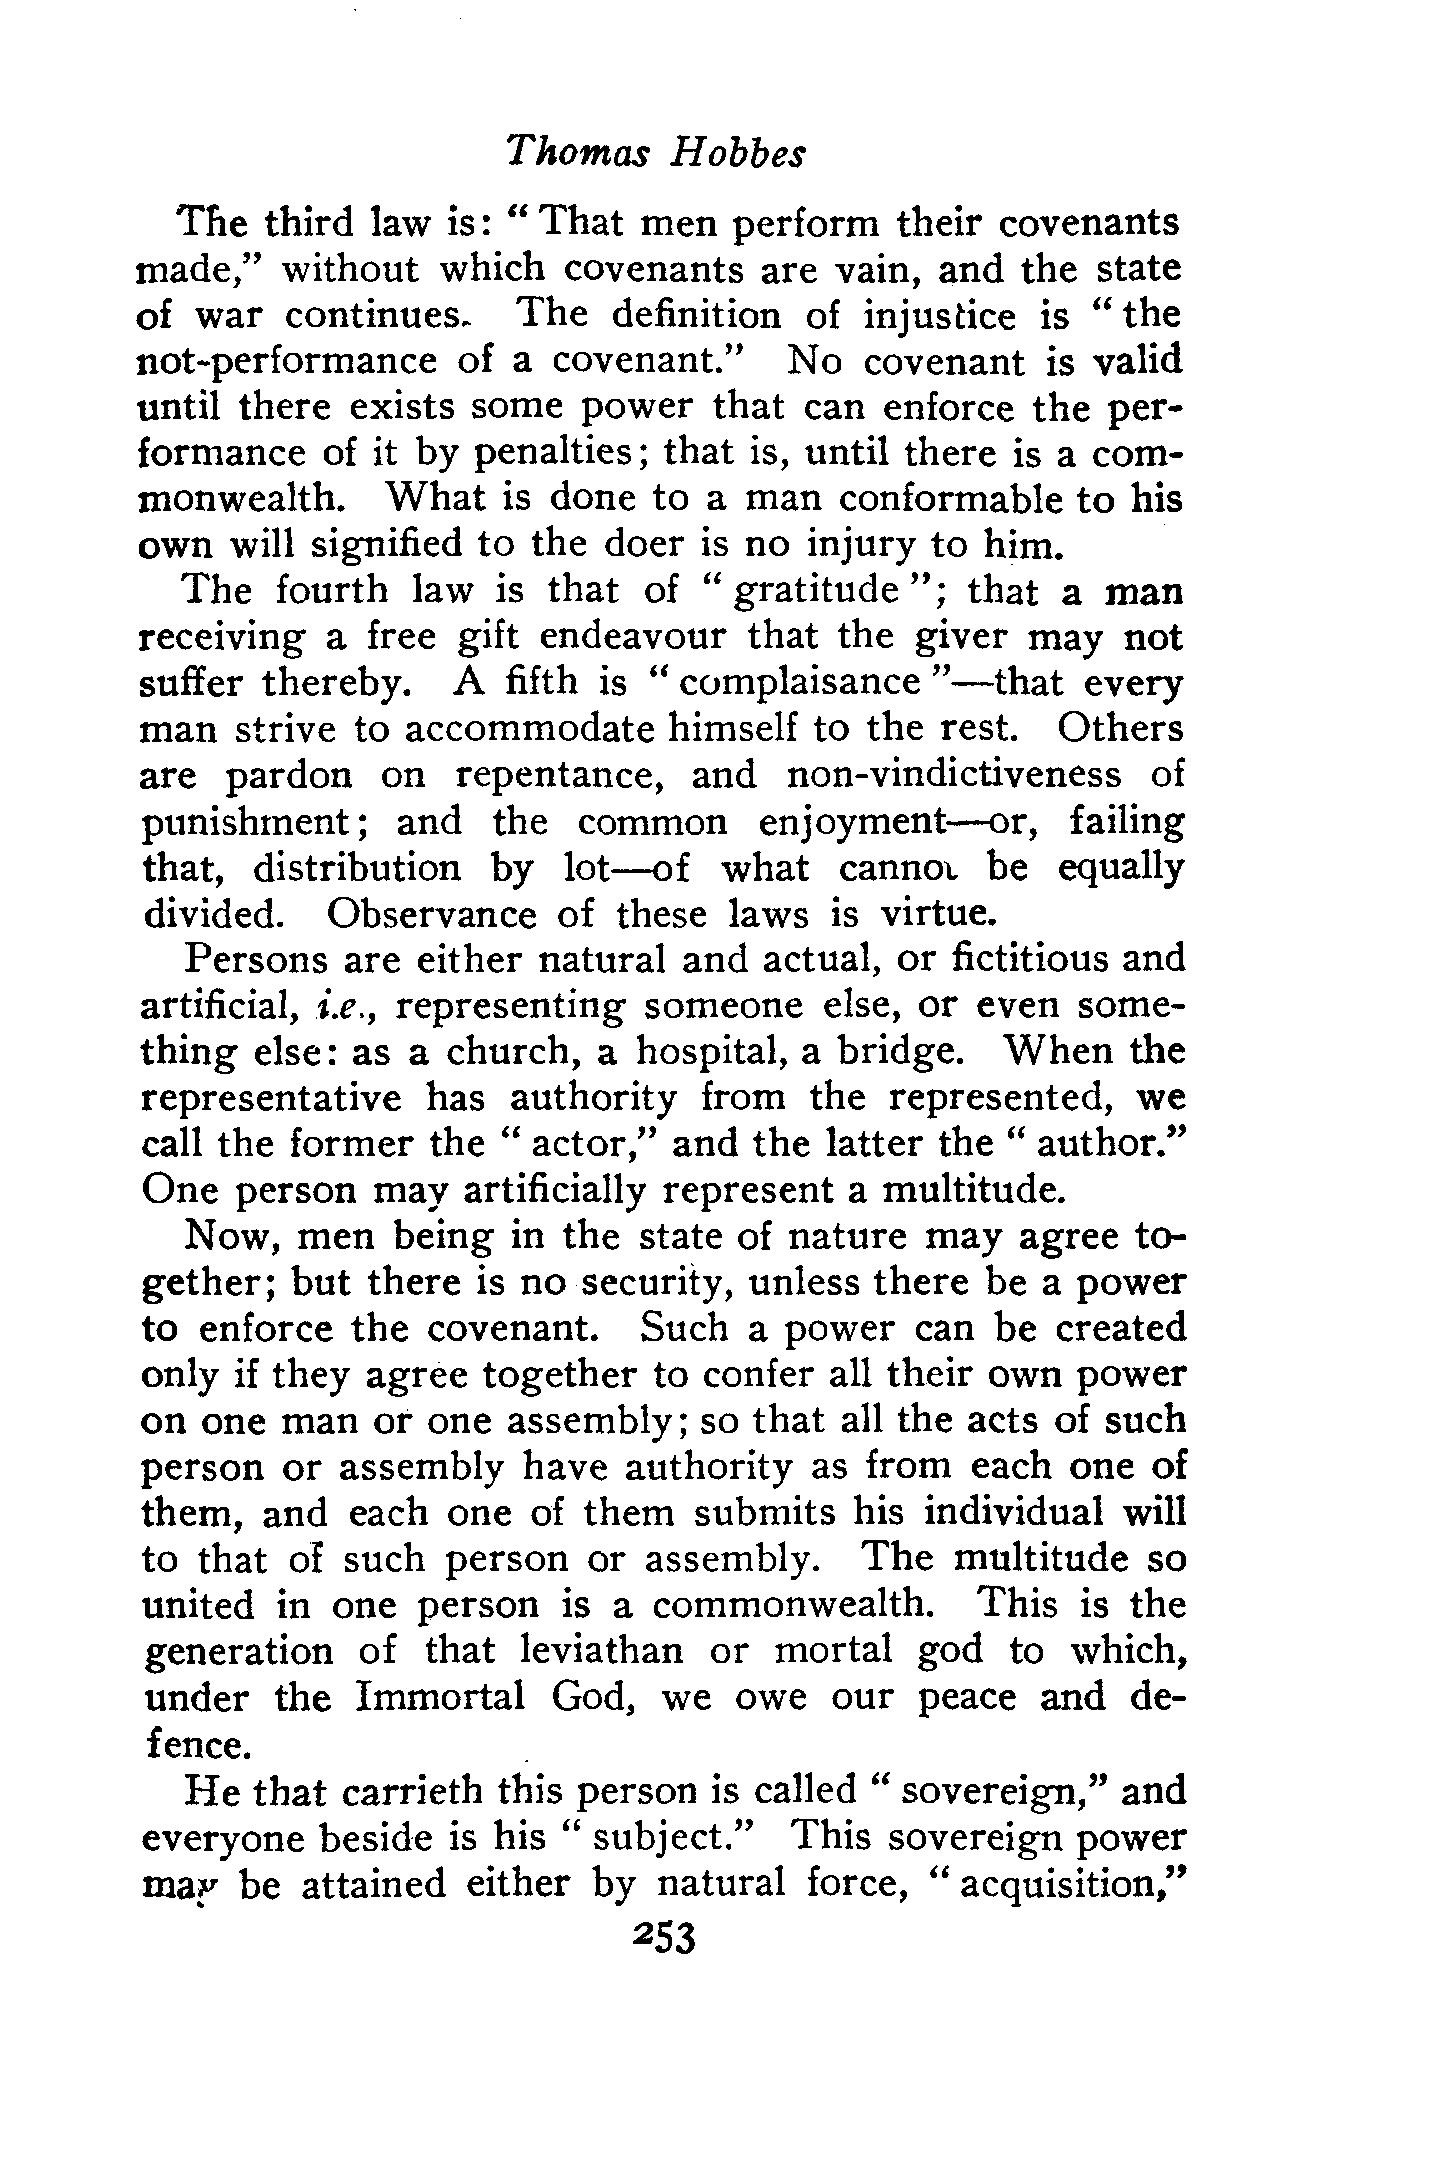 Thomas Hobbes
The third law is: " That men perform their covenants
made," without which covenants are vain, and the state
of war continues. The definition of injustice is " the
not-performance of a covenant." No covenant is valid
until there exists some power that can enforce the per-
formance of it by penalties; that is, until there is a com-
monwealth. What is done to a man conformable to his
own will signified to the doer is no injury to him.
The fourth law is that of " gratitude "; that a man
receiving a free gift endeavour that the giver may not
suffer thereby. A fifth is " complaisance "—that every
man strive to accommodate himself to the rest. Others
are pardon on repentance, and non-vindictiveness of
punishment; and the common enjoyment—or, failing
that, distribution by lot—of what cannot be equally
divided. Observance of these laws is virtue.
Persons are either natural and actual, or fictitious and
artificial, i.e., representing someone else, or even some-
thing else: as a church, a hospital, a bridge. When the
representative has authority from the represented, we
call the former the " actor," and the latter the " author."
One person may artificially represent a multitude.
Now, men being in the state of nature may agree to-
gether; but there is no security, unless there be a power
to enforce the covenant. Such a power can be created
only if they agree together to confer all their own power
on one man or one assembly; so that all the acts of such
person or assembly have authority as from each one of
them, and each one of them submits his individual will
to that of such person or assembly. The multitude so
united in one person is a commonwealth. This is the
generation of that leviathan or mortal god to which,
under the Immortal God, we owe our peace and de-
fence.
He that carrieth this person is called " sovereign," and
everyone beside is his " subject." This sovereign power
may be attained either by natural force, " acquisition,"
253